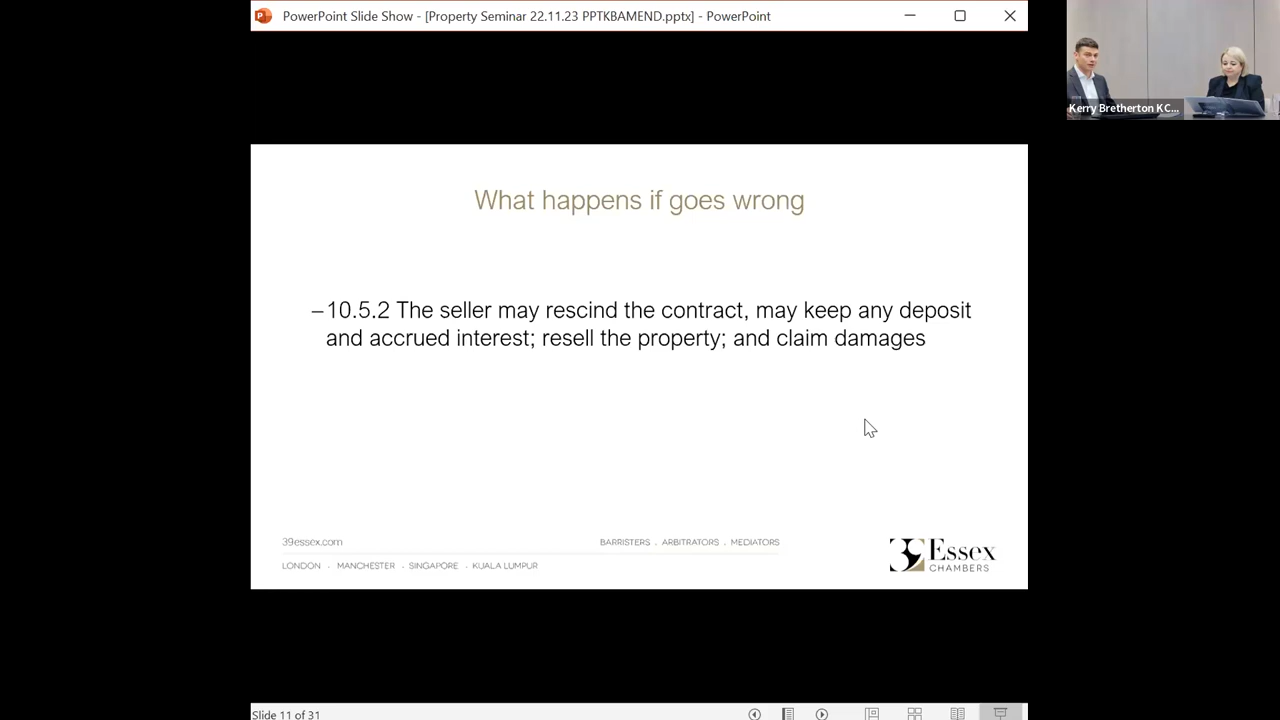 PowerPoint Slide Show - [Property Seminar 22.11.23 PPTKBAMEND.pptx] - PowerPoint
Kerry Bretherton KC...
What happens if goes wrong
–10.5.2 The seller may rescind the contract, may keep any deposit
and accrued interest; resell the property; and claim damages
39essex.com
BARRISTERS . ARBITRATORS . MEDIATORS
LONDON . MANCHESTER . SINGAPORE . KUALA LUMPUR
39 Essex
CHAMBERS
Slide 11 of 31